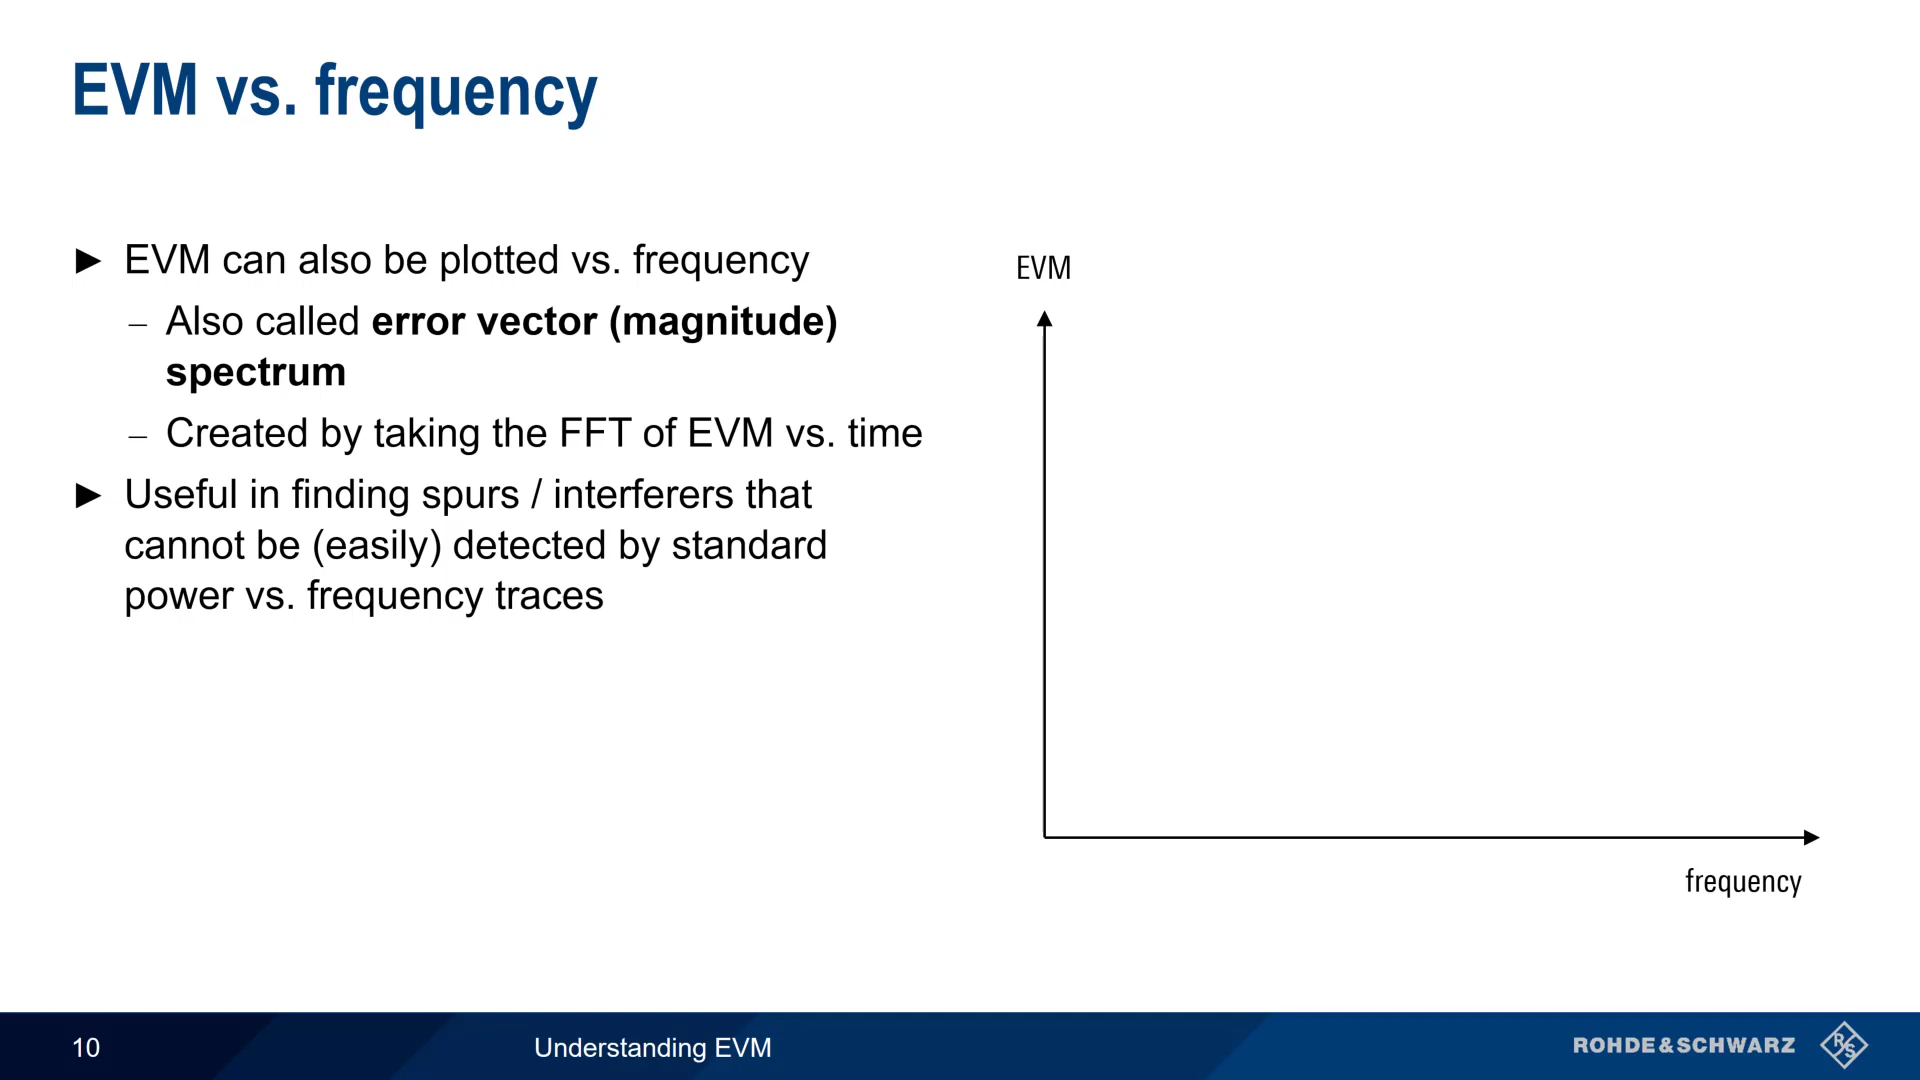 EVM vs. frequency
► EVM can also be plotted vs. frequency
– Also called error vector (magnitude)
spectrum
– Created by taking the FFT of EVM vs. time
► Useful in finding spurs / interferers that
cannot be (easily) detected by standard
power vs. frequency traces
EVM
frequency
10
Understanding EVM
ROHDE&SCHWARZ
R S